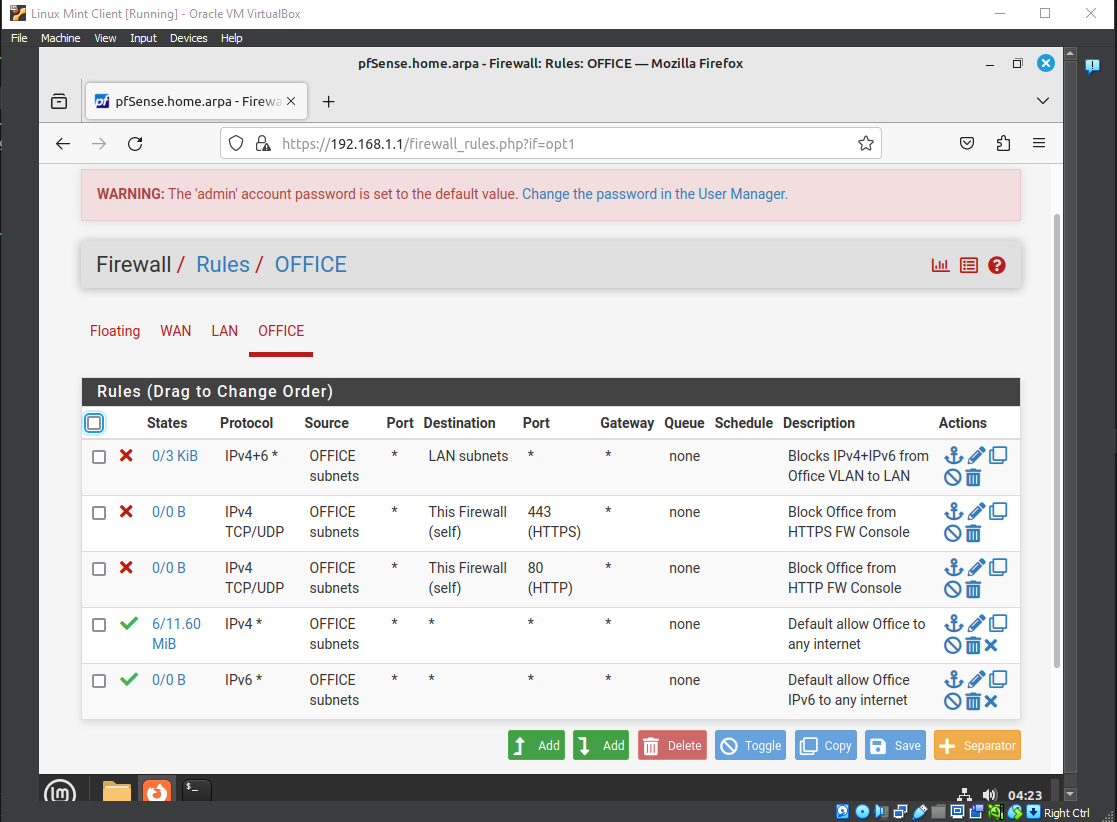 Linux Mint Client [Running] - Oracle VM VirtualBox
File Machine View Input Devices Help
pfSense.home.arpa - Firewall: Rules: OFFICE — Mozilla Firefox
pfSense.home.arpa - Firewa
https://192.168.1.1/firewall_rules.php?if=opt1
WARNING: The 'admin' account password is set to the default value. Change the password in the User Manager.
Firewall / Rules / OFFICE
Floating WAN LAN OFFICE
Rules (Drag to Change Order)
States Protocol Source Port Destination Port Gateway Queue Schedule Description Actions
0/3 KiB IPv4+6 * OFFICE * LAN subnets * * none Blocks IPv4+IPv6 from
subnets Office VLAN to LAN
0/0 B IPv4 OFFICE * This Firewall 443 * none Block Office from
TCP/UDP subnets (self) (HTTPS) HTTPS FW Console
0/0 B IPv4 OFFICE * This Firewall 80 * none Block Office from
TCP/UDP subnets (self) (HTTP) HTTP FW Console
6/11.60 IPv4 * OFFICE * * * * none Default allow Office to
MiB subnets any internet
0/0 B IPv6 * OFFICE * * * * none Default allow Office
subnets IPv6 to any internet
Add Add Delete Toggle Copy Save Separator
04:23
Right Ctrl